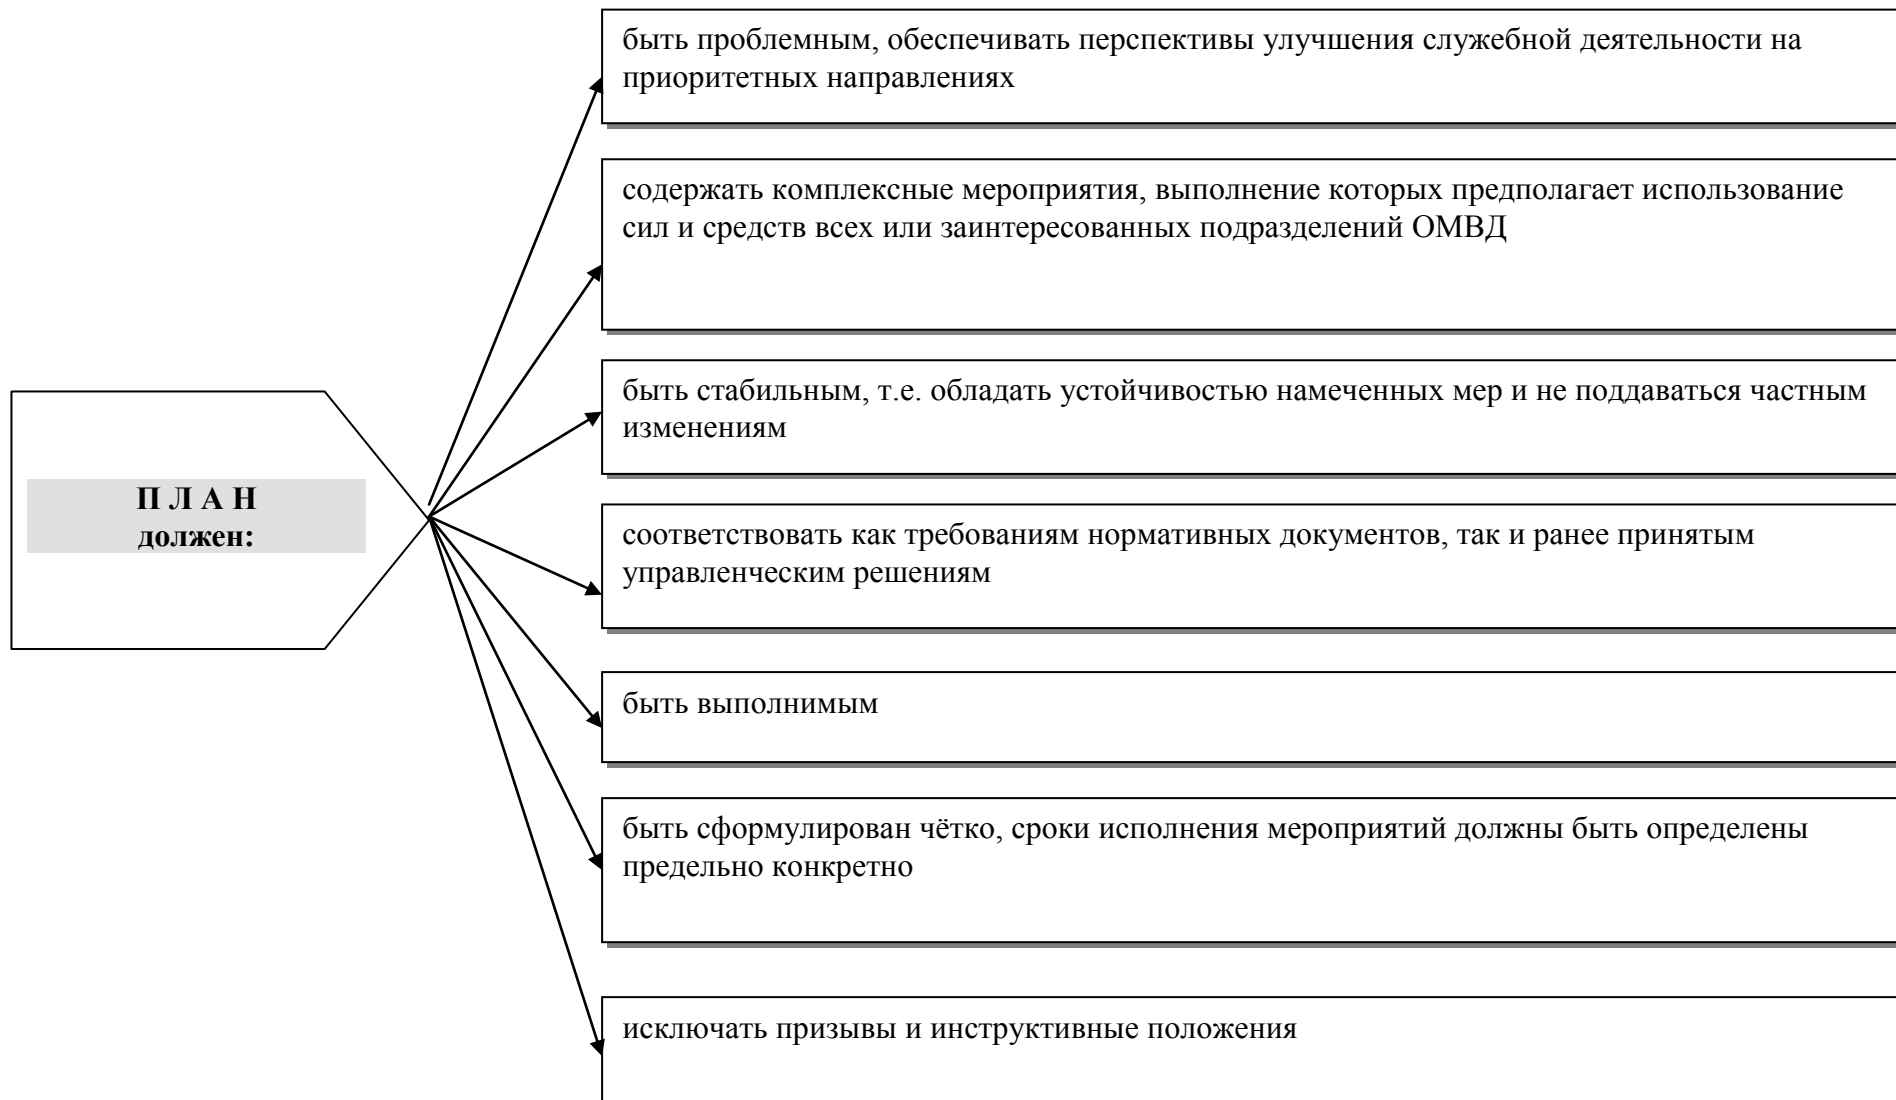 быть проблемным, обеспечивать перспективы улучшения служебной деятельности на
приоритетных направлениях
содержать комплексные мероприятия, выполнение которых предполагает использование
сил и средств всех или заинтересованных подразделений ОМВД
быть стабильным, т.е. обладать устойчивостью намеченных мер и не поддаваться частным
изменениям
П Л А Н
должен:
соответствовать как требованиям нормативных документов, так и ранее принятым
управленческим решениям
быть выполнимым
быть сформулирован чётко, сроки исполнения мероприятий должны быть определены
предельно конкретно
исключать призывы и инструктивные положения